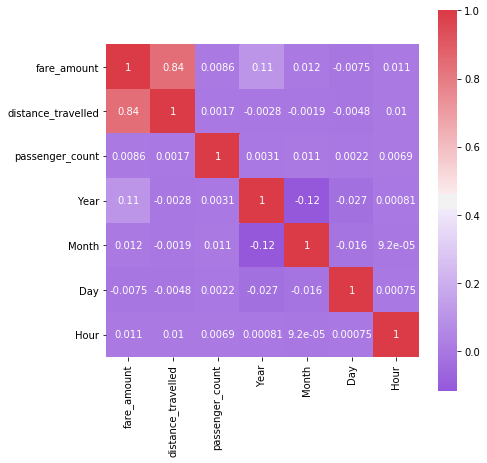 fare_amount 1 0.84 0.0086 0.11 0.012 -0.0075 0.011
distance_travelled 0.84 1 0.0017 -0.0028 -0.0019 -0.0048 0.01
passenger_count 0.0086 0.0017 1 0.0031 0.011 0.0022 0.0069
Year 0.11 -0.0028 0.0031 1 -0.12 -0.027 0.00081
Month 0.012 -0.0019 0.011 -0.12 1 -0.016 9.2e-05
Day -0.0075 -0.0048 0.0022 -0.027 -0.016 1 0.00075
Hour 0.011 0.01 0.0069 0.00081 9.2e-05 0.00075 1
fare_amount
distance_travelled
passenger_count
Year
Month
Day
Hour
1.0
0.8
0.6
0.4
0.2
0.0